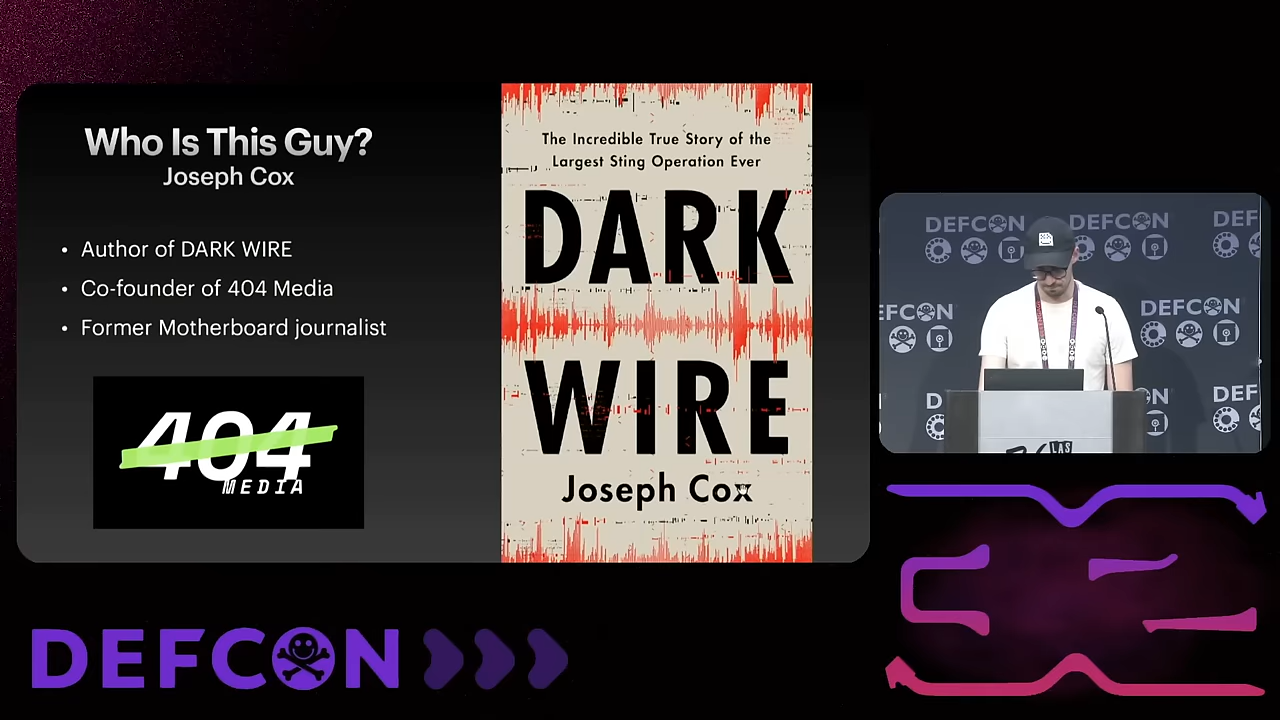 Who Is This Guy?
Joseph Cox
• Author of DARK WIRE
• Co-founder of 404 Media
• Former Motherboard journalist
404
MEDIA
The Incredible True Story of the
Largest Sting Operation Ever
DARK
WIRE
Joseph Cox
DEFCON
DEFCON
DEF
EFCON
DEFCON
DEF
LAS
DEFCON